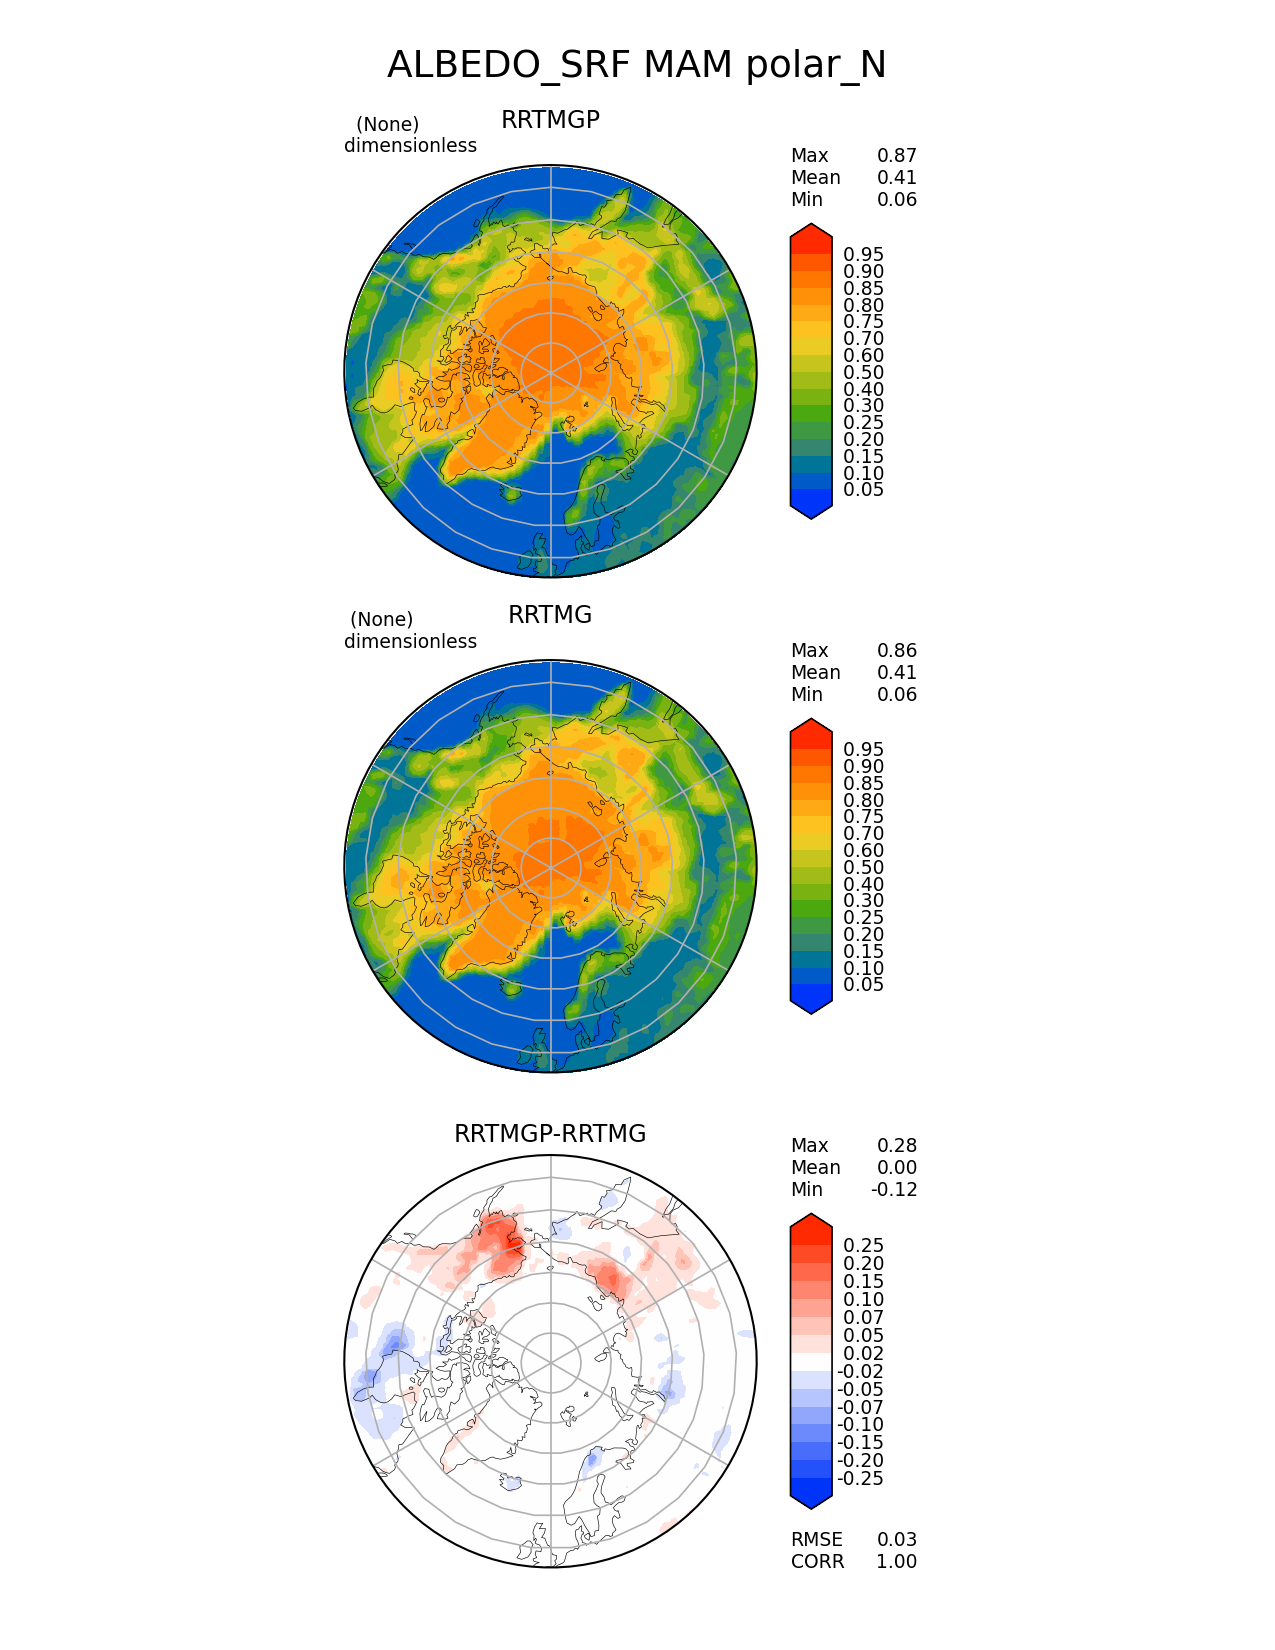 ALBEDO_SRF MAM polar_N
(None)
dimensionless
RRTMGP
Max 0.87
Mean 0.41
Min 0.06
0.95
0.90
0.85
0.80
0.75
0.70
0.60
0.50
0.40
0.30
0.25
0.20
0.15
0.10
0.05
(None)
dimensionless
RRTMG
Max 0.86
Mean 0.41
Min 0.06
0.95
0.90
0.85
0.80
0.75
0.70
0.60
0.50
0.40
0.30
0.25
0.20
0.15
0.10
0.05
RRTMGP-RRTMG
Max 0.28
Mean 0.00
Min -0.12
0.25
0.20
0.15
0.10
0.07
0.05
0.02
-0.02
-0.05
-0.07
-0.10
-0.15
-0.20
-0.25
RMSE 0.03
CORR 1.00